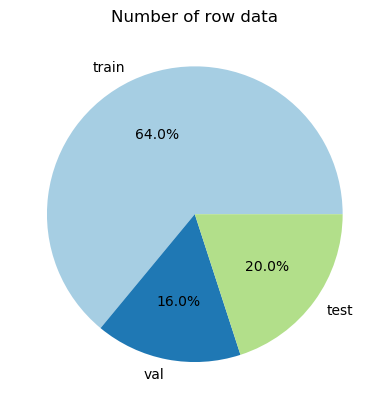 Number of row data
train
64.0%
20.0%
16.0%
test
val